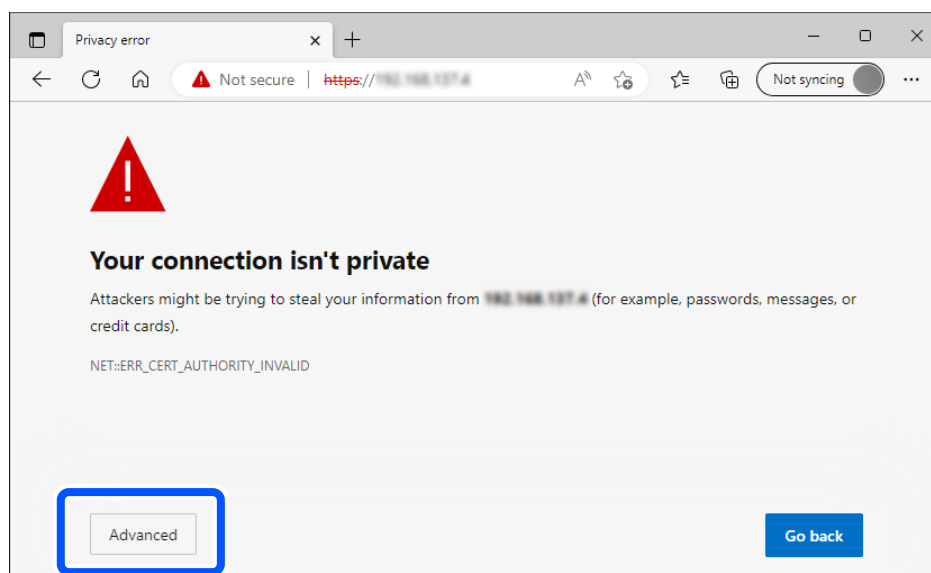 Privacy error
Not secure | https://
Not syncing
Your connection isn't private
Attackers might be trying to steal your information from (for example, passwords, messages, or
credit cards).
NET::ERR_CERT_AUTHORITY_INVALID
Advanced
Go back